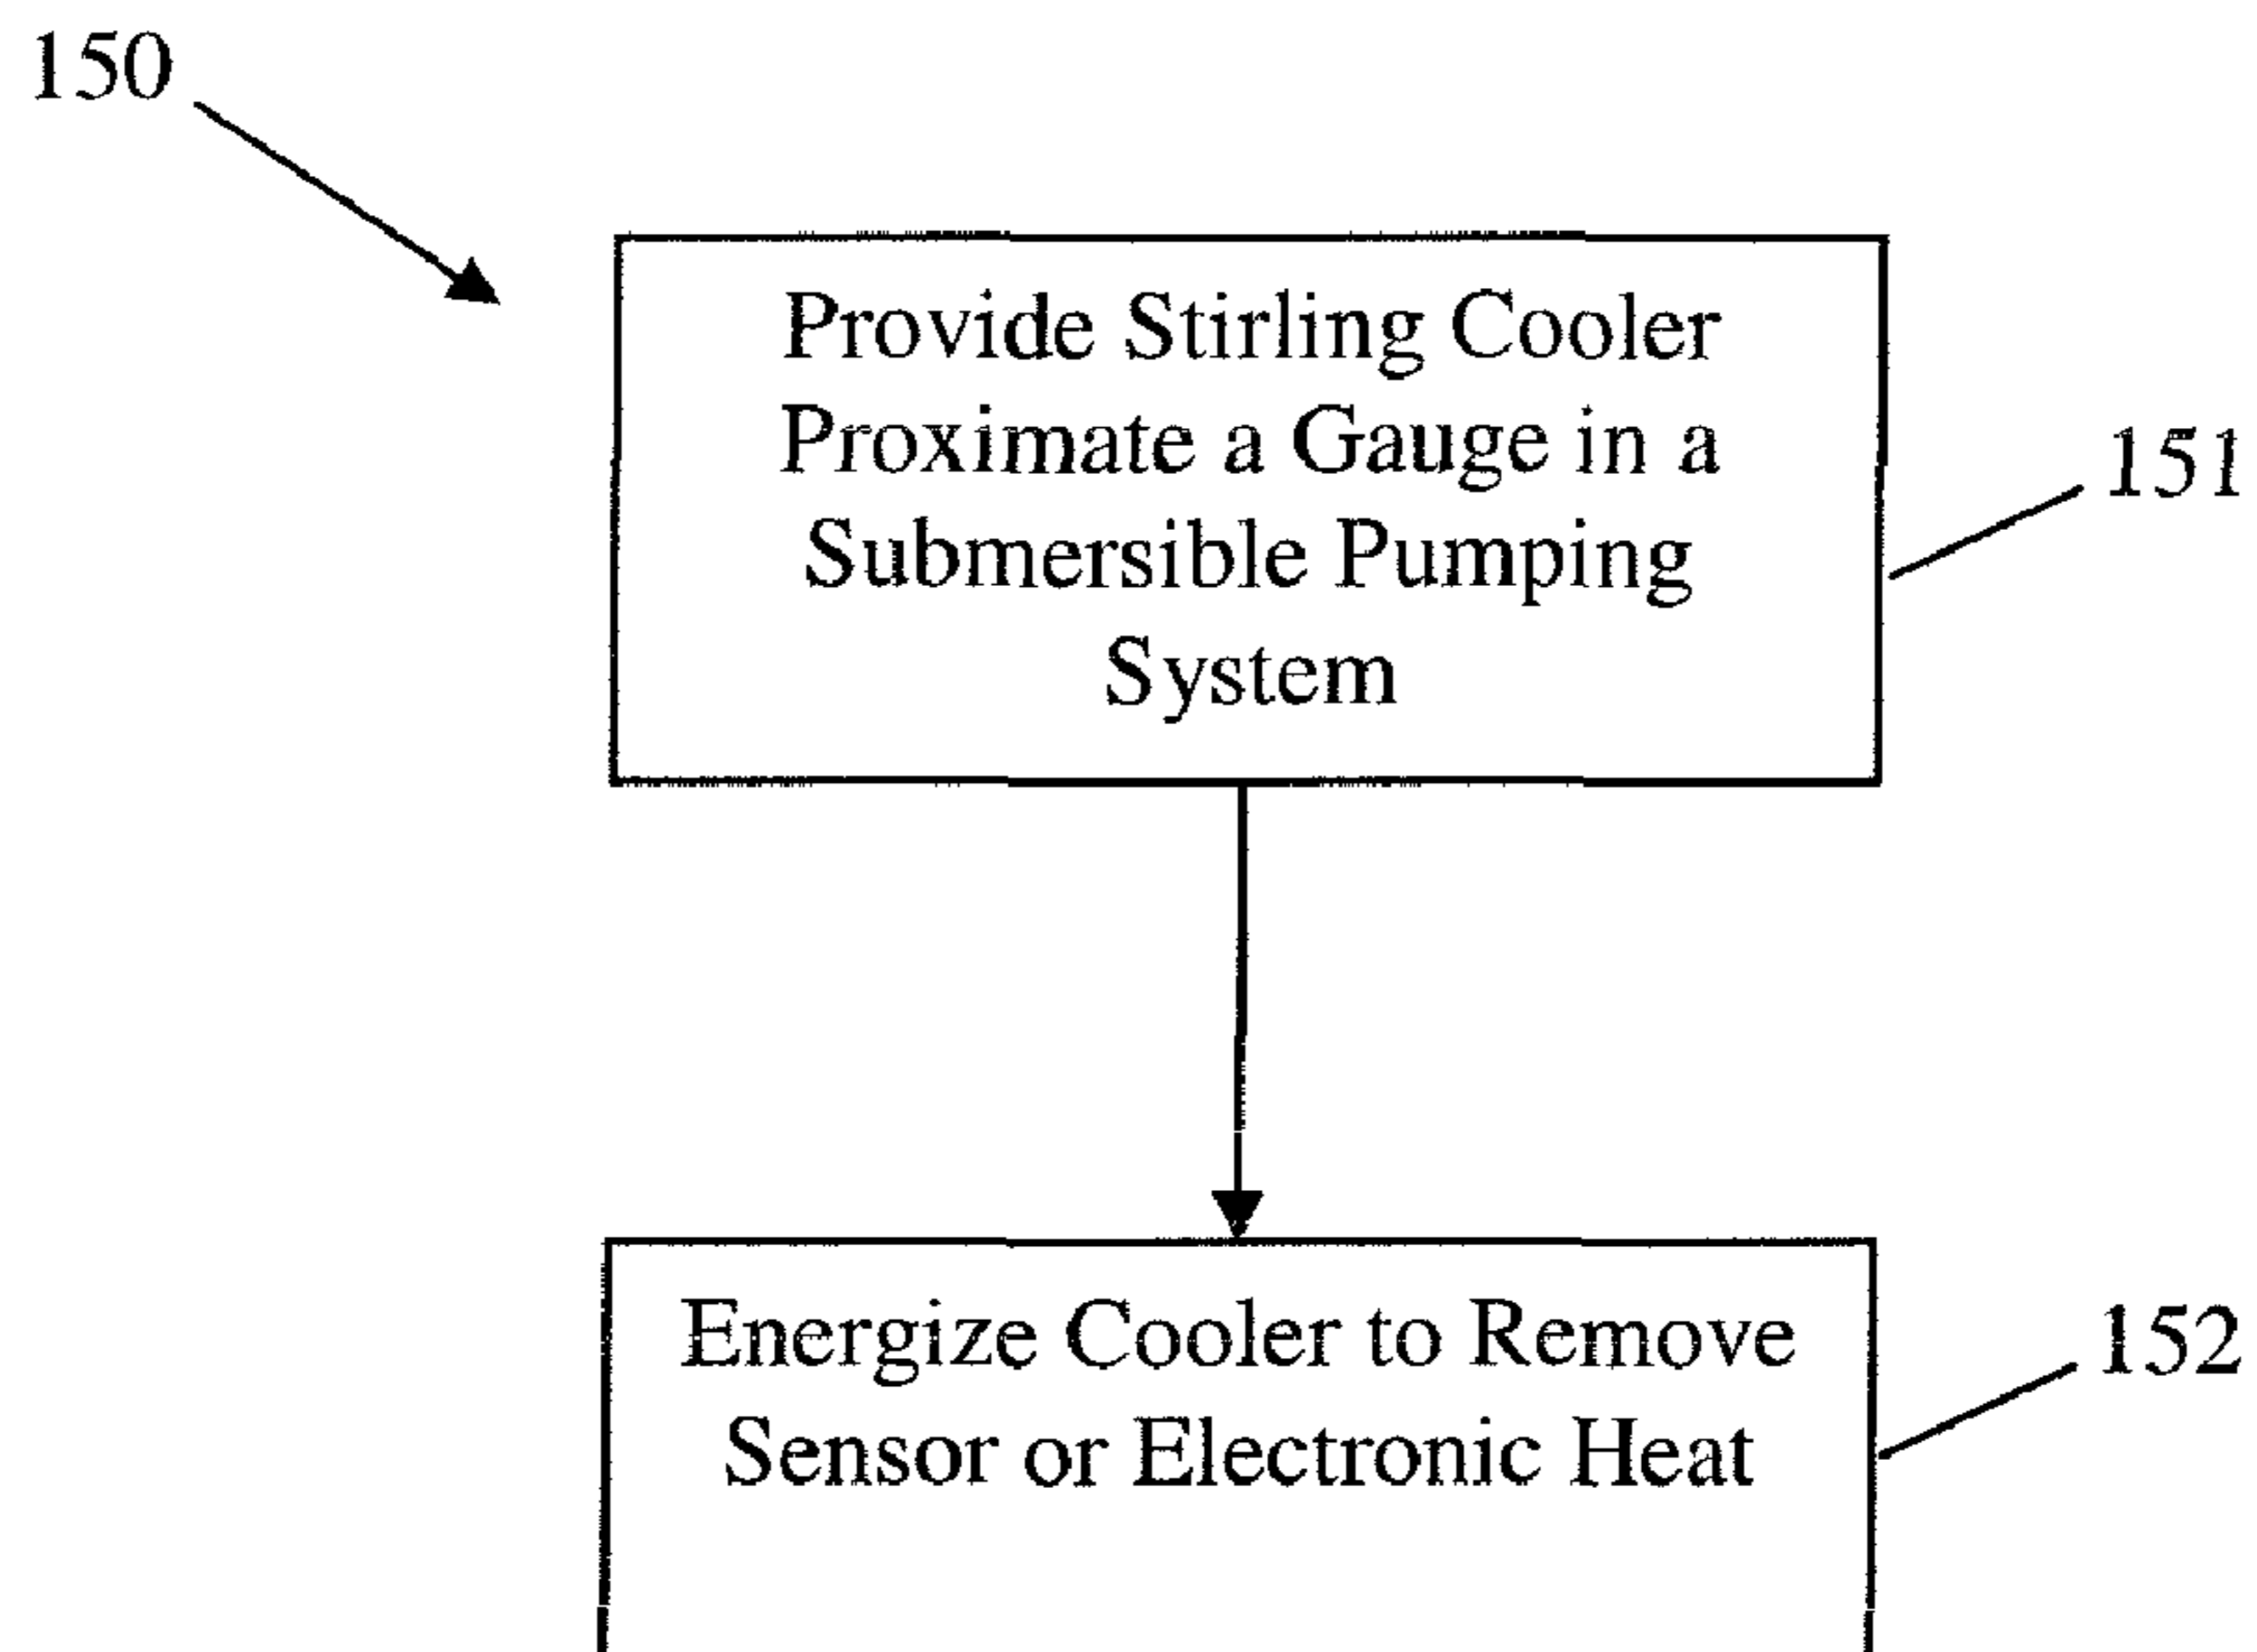 150
Provide Stirling Cooler
Proximate a Gauge in a
Submersible Pumping
System
151
Energize Cooler to Remove
Sensor or Electronic Heat
152